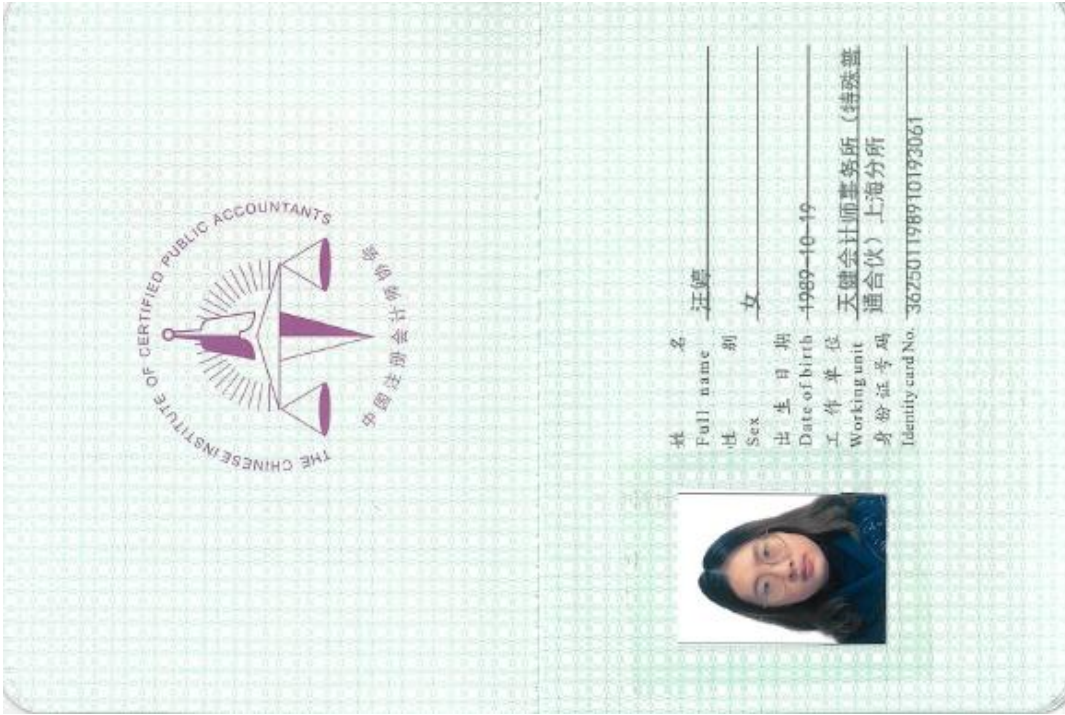 THE CHINESE INSTITUTE OF CERTIFIED PUBLIC ACCOUNTANTS
中国注册会计师协会
姓 名
Full name 汪婷
性 别
Sex 女
出生日期
Date of birth 1989-10-19
工作单位 天健会计师事务所（特殊普
Working unit 通合伙）上海分所
身份证号码
Identity card No. 362501198910193061